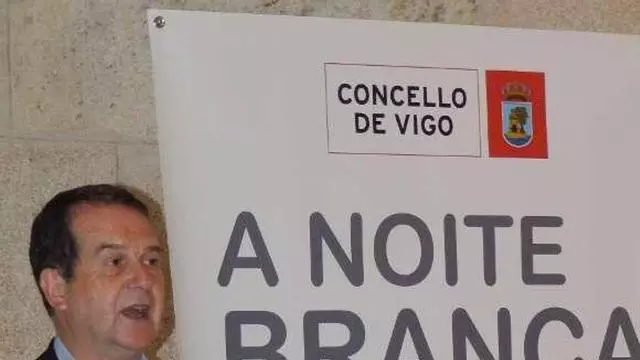 CONCELLO
DE VIGO
A NOITE
BRANCA